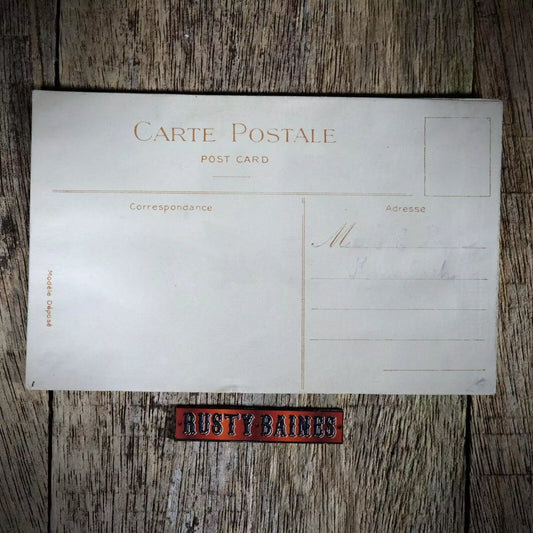 CARTE POSTALE
POST CARD
Correspondance
Adresse
M
Modèle Déposé
RUSTY·BAINES